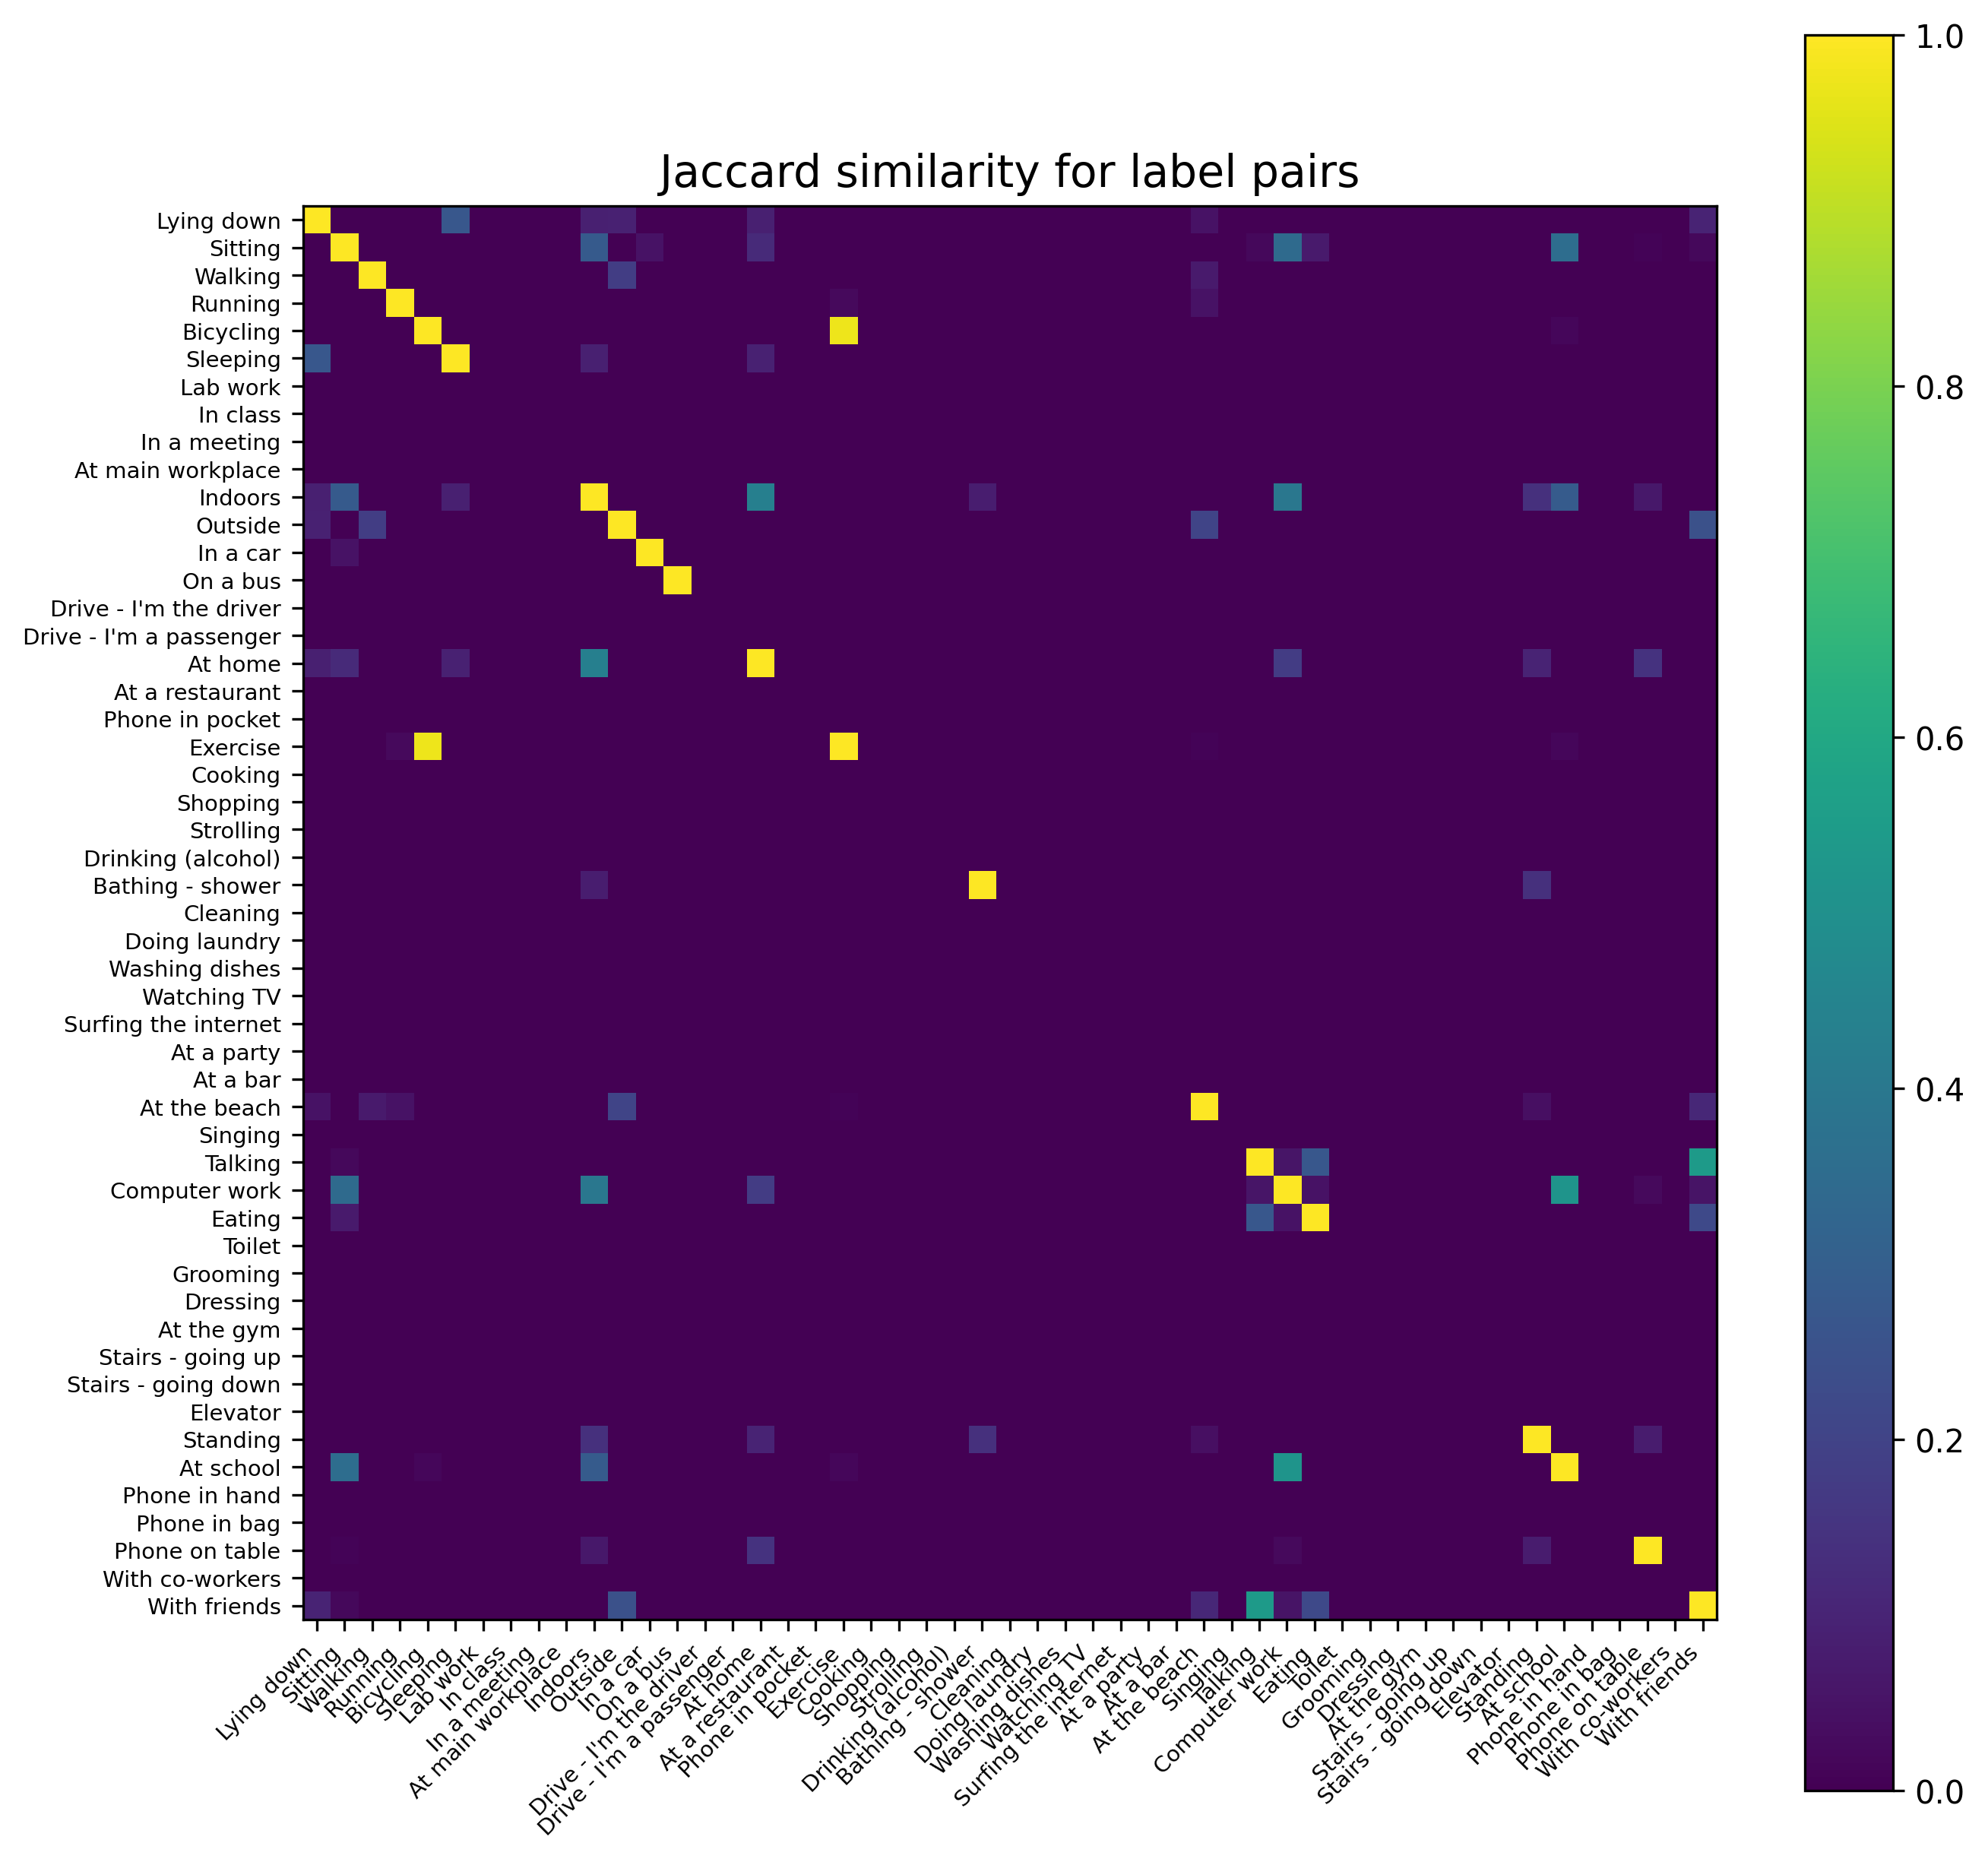 Jaccard similarity for label pairs
Lying down
Sitting
Walking
Running
Bicycling
Sleeping
Lab work
In class
In a meeting
At main workplace
Indoors
Outside
In a car
On a bus
Drive - I'm the driver
Drive - I'm a passenger
At home
At a restaurant
Phone in pocket
Exercise
Cooking
Shopping
Strolling
Drinking (alcohol)
Bathing - shower
Cleaning
Doing laundry
Washing dishes
Watching TV
Surfing the internet
At a party
At a bar
At the beach
Singing
Talking
Computer work
Eating
Toilet
Grooming
Dressing
At the gym
Stairs - going up
Stairs - going down
Elevator
Standing
At school
Phone in hand
Phone in bag
Phone on table
With co-workers
With friends
Lying down
Sitting
Walking
Running
Bicycling
Sleeping
Lab work
In class
In a meeting
At main workplace
Indoors
Outside
In a car
On a bus
Drive - I'm the driver
Drive - I'm a passenger
At home
At a restaurant
Phone in pocket
Exercise
Cooking
Shopping
Strolling
Drinking (alcohol)
Bathing - shower
Cleaning
Doing laundry
Washing dishes
Watching TV
Surfing the internet
At a party
At a bar
At the beach
Singing
Talking
Computer work
Eating
Toilet
Grooming
Dressing
At the gym
Stairs - going up
Stairs - going down
Elevator
Standing
At school
Phone in hand
Phone in bag
Phone on table
With co-workers
With friends
1.0
0.8
0.6
0.4
0.2
0.0